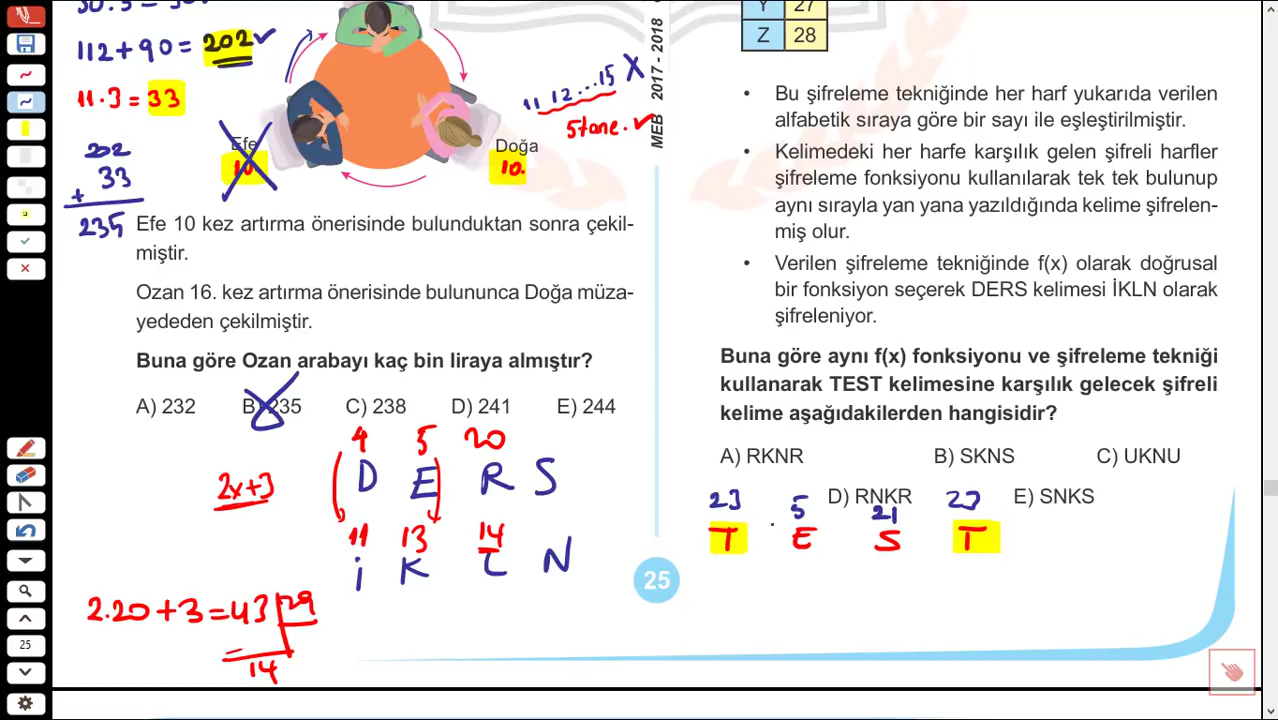 112+90=202
11.3=33
202
+ 33
235
11 12...15 X
5tane.
Efe
10
Doğa
10.
Efe 10 kez artırma önerisinde bulunduktan sonra çekil-
miştir.
Ozan 16. kez artırma önerisinde bulununca Doğa müza-
yededen çekilmiştir.
Buna göre Ozan arabayı kaç bin liraya almıştır?
A) 232 B) 235 C) 238 D) 241 E) 244
4 5 20
2x+3 D E R S
11 13 14
İ K L N
2.20+3=43 29
14
25
MEB 2017 - 2018
Y 27
Z 28
• Bu şifreleme tekniğinde her harf yukarıda verilen
alfabetik sıraya göre bir sayı ile eşleştirilmiştir.
• Kelimedeki her harfe karşılık gelen şifreli harfler
şifreleme fonksiyonu kullanılarak tek tek bulunup
aynı sırayla yan yana yazıldığında kelime şifrelen-
miş olur.
• Verilen şifreleme tekniğinde f(x) olarak doğrusal
bir fonksiyon seçerek DERS kelimesi İKLN olarak
şifreleniyor.
Buna göre aynı f(x) fonksiyonu ve şifreleme tekniği
kullanarak TEST kelimesine karşılık gelecek şifreli
kelime aşağıdakilerden hangisidir?
A) RKNR B) SKNS C) UKNU
D) RNKR E) SNKS
23 5 21 23
T E S T
25